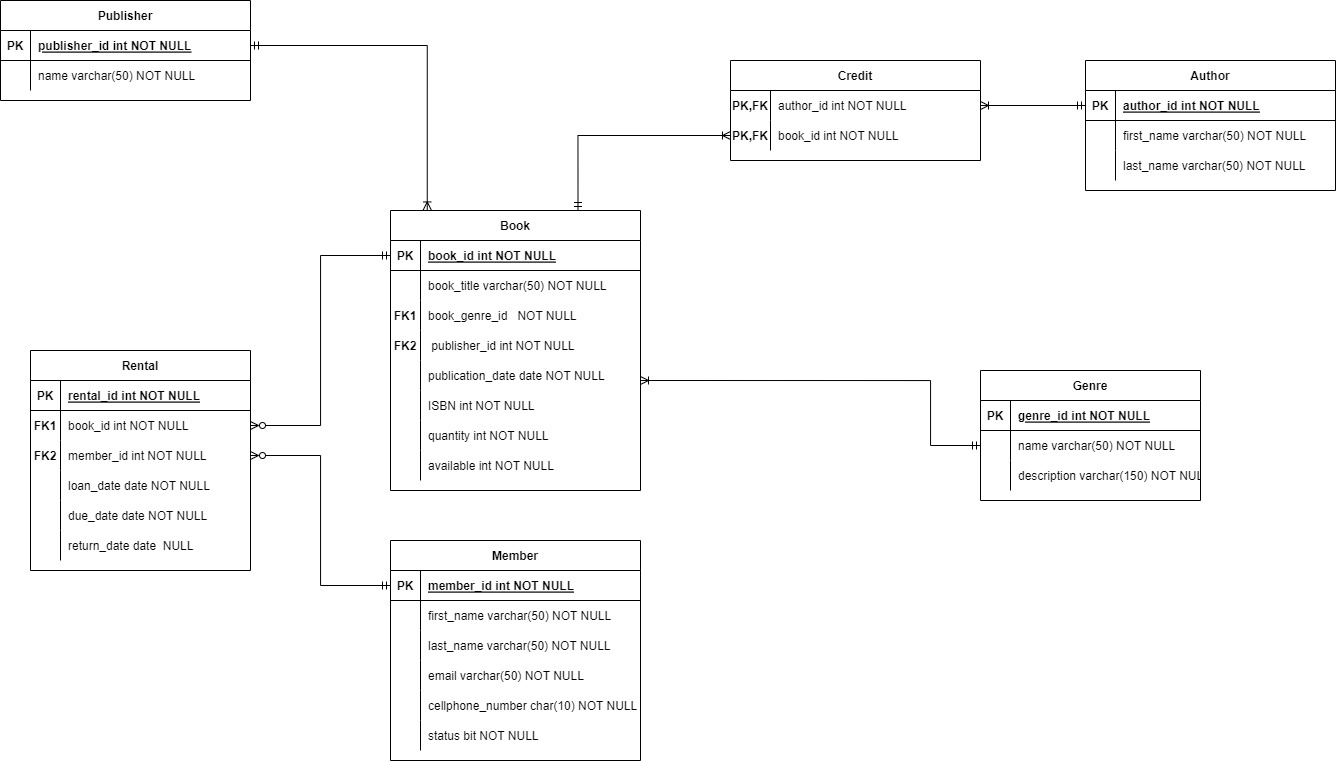 Publisher
PK publisher_id int NOT NULL
name varchar(50) NOT NULL
Credit
PK,FK author_id int NOT NULL
PK,FK book_id int NOT NULL
Author
PK author_id int NOT NULL
first_name varchar(50) NOT NULL
last_name varchar(50) NOT NULL
Book
PK book_id int NOT NULL
book_title varchar(50) NOT NULL
FK1 book_genre_id NOT NULL
FK2 publisher_id int NOT NULL
publication_date date NOT NULL
ISBN int NOT NULL
quantity int NOT NULL
available int NOT NULL
Rental
PK rental_id int NOT NULL
FK1 book_id int NOT NULL
FK2 member_id int NOT NULL
loan_date date NOT NULL
due_date date NOT NULL
return_date date NULL
Genre
PK genre_id int NOT NULL
name varchar(50) NOT NULL
description varchar(150) NOT NUL
Member
PK member_id int NOT NULL
first_name varchar(50) NOT NULL
last_name varchar(50) NOT NULL
email varchar(50) NOT NULL
cellphone_number char(10) NOT NULL
status bit NOT NULL